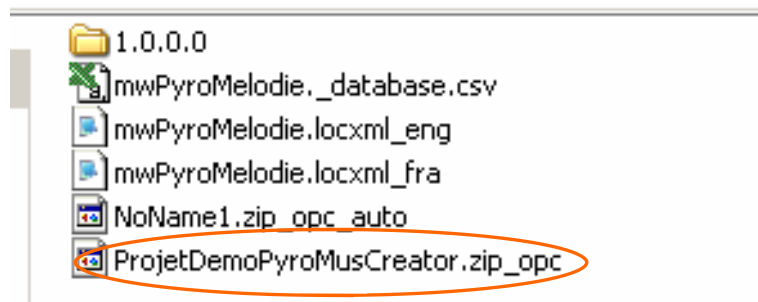 1.0.0.0
mwPyroMelodie._database.csv
mwPyroMelodie.locxml_eng
mwPyroMelodie.locxml_fra
NoName1.zip_opc_auto
ProjetDemoPyroMusCreator.zip_opc